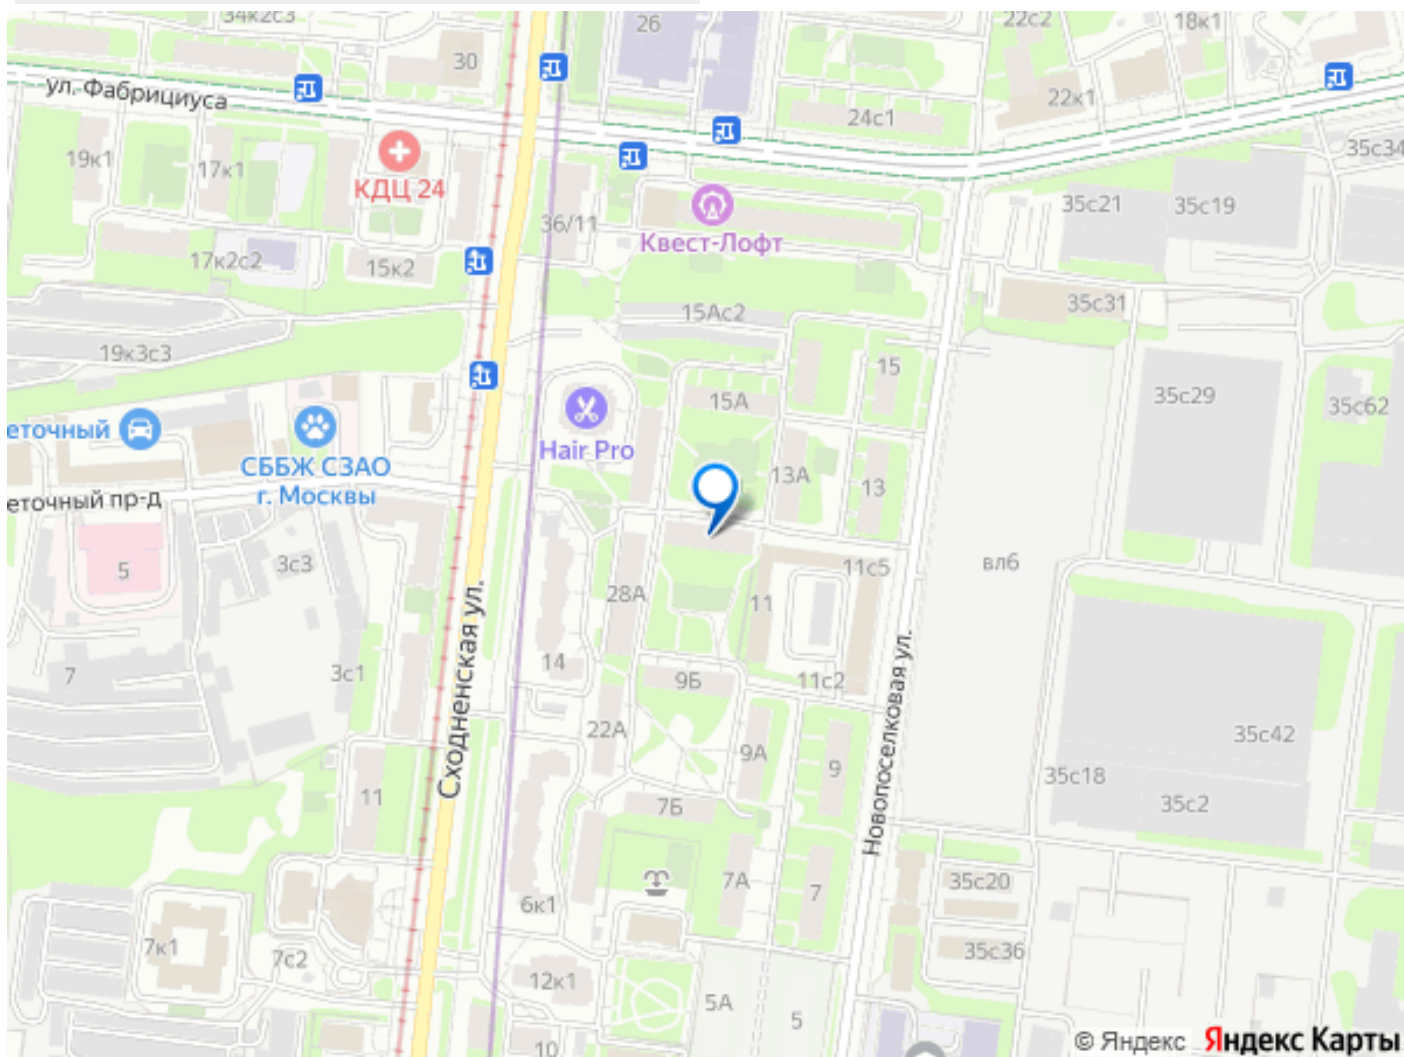 34к2с3
26
22с2
18к1
30
ул. Фабрициуса
22к1
24с1
19к1
17к1
КДЦ 24
35с34
35с21
35с19
36/11
Квест-Лофт
17к2с2
15к2
35с31
15Ас2
19к3с3
15
15А
35с29
35с62
еточный
Hair Pro
СББЖ СЗАО
г. Москвы
13А
13
еточный пр-д
5
3с3
28А
11
11с5
вл6
Сходненская ул.
Новопоселковая ул.
7
3с1
14
9Б
11с2
22А
9А
9
35с42
35с18
35с2
11
7Б
7А
7
35с20
6к1
7к1
7с2
35с36
12к1
5А
5
10
© Яндекс Яндекс Карты